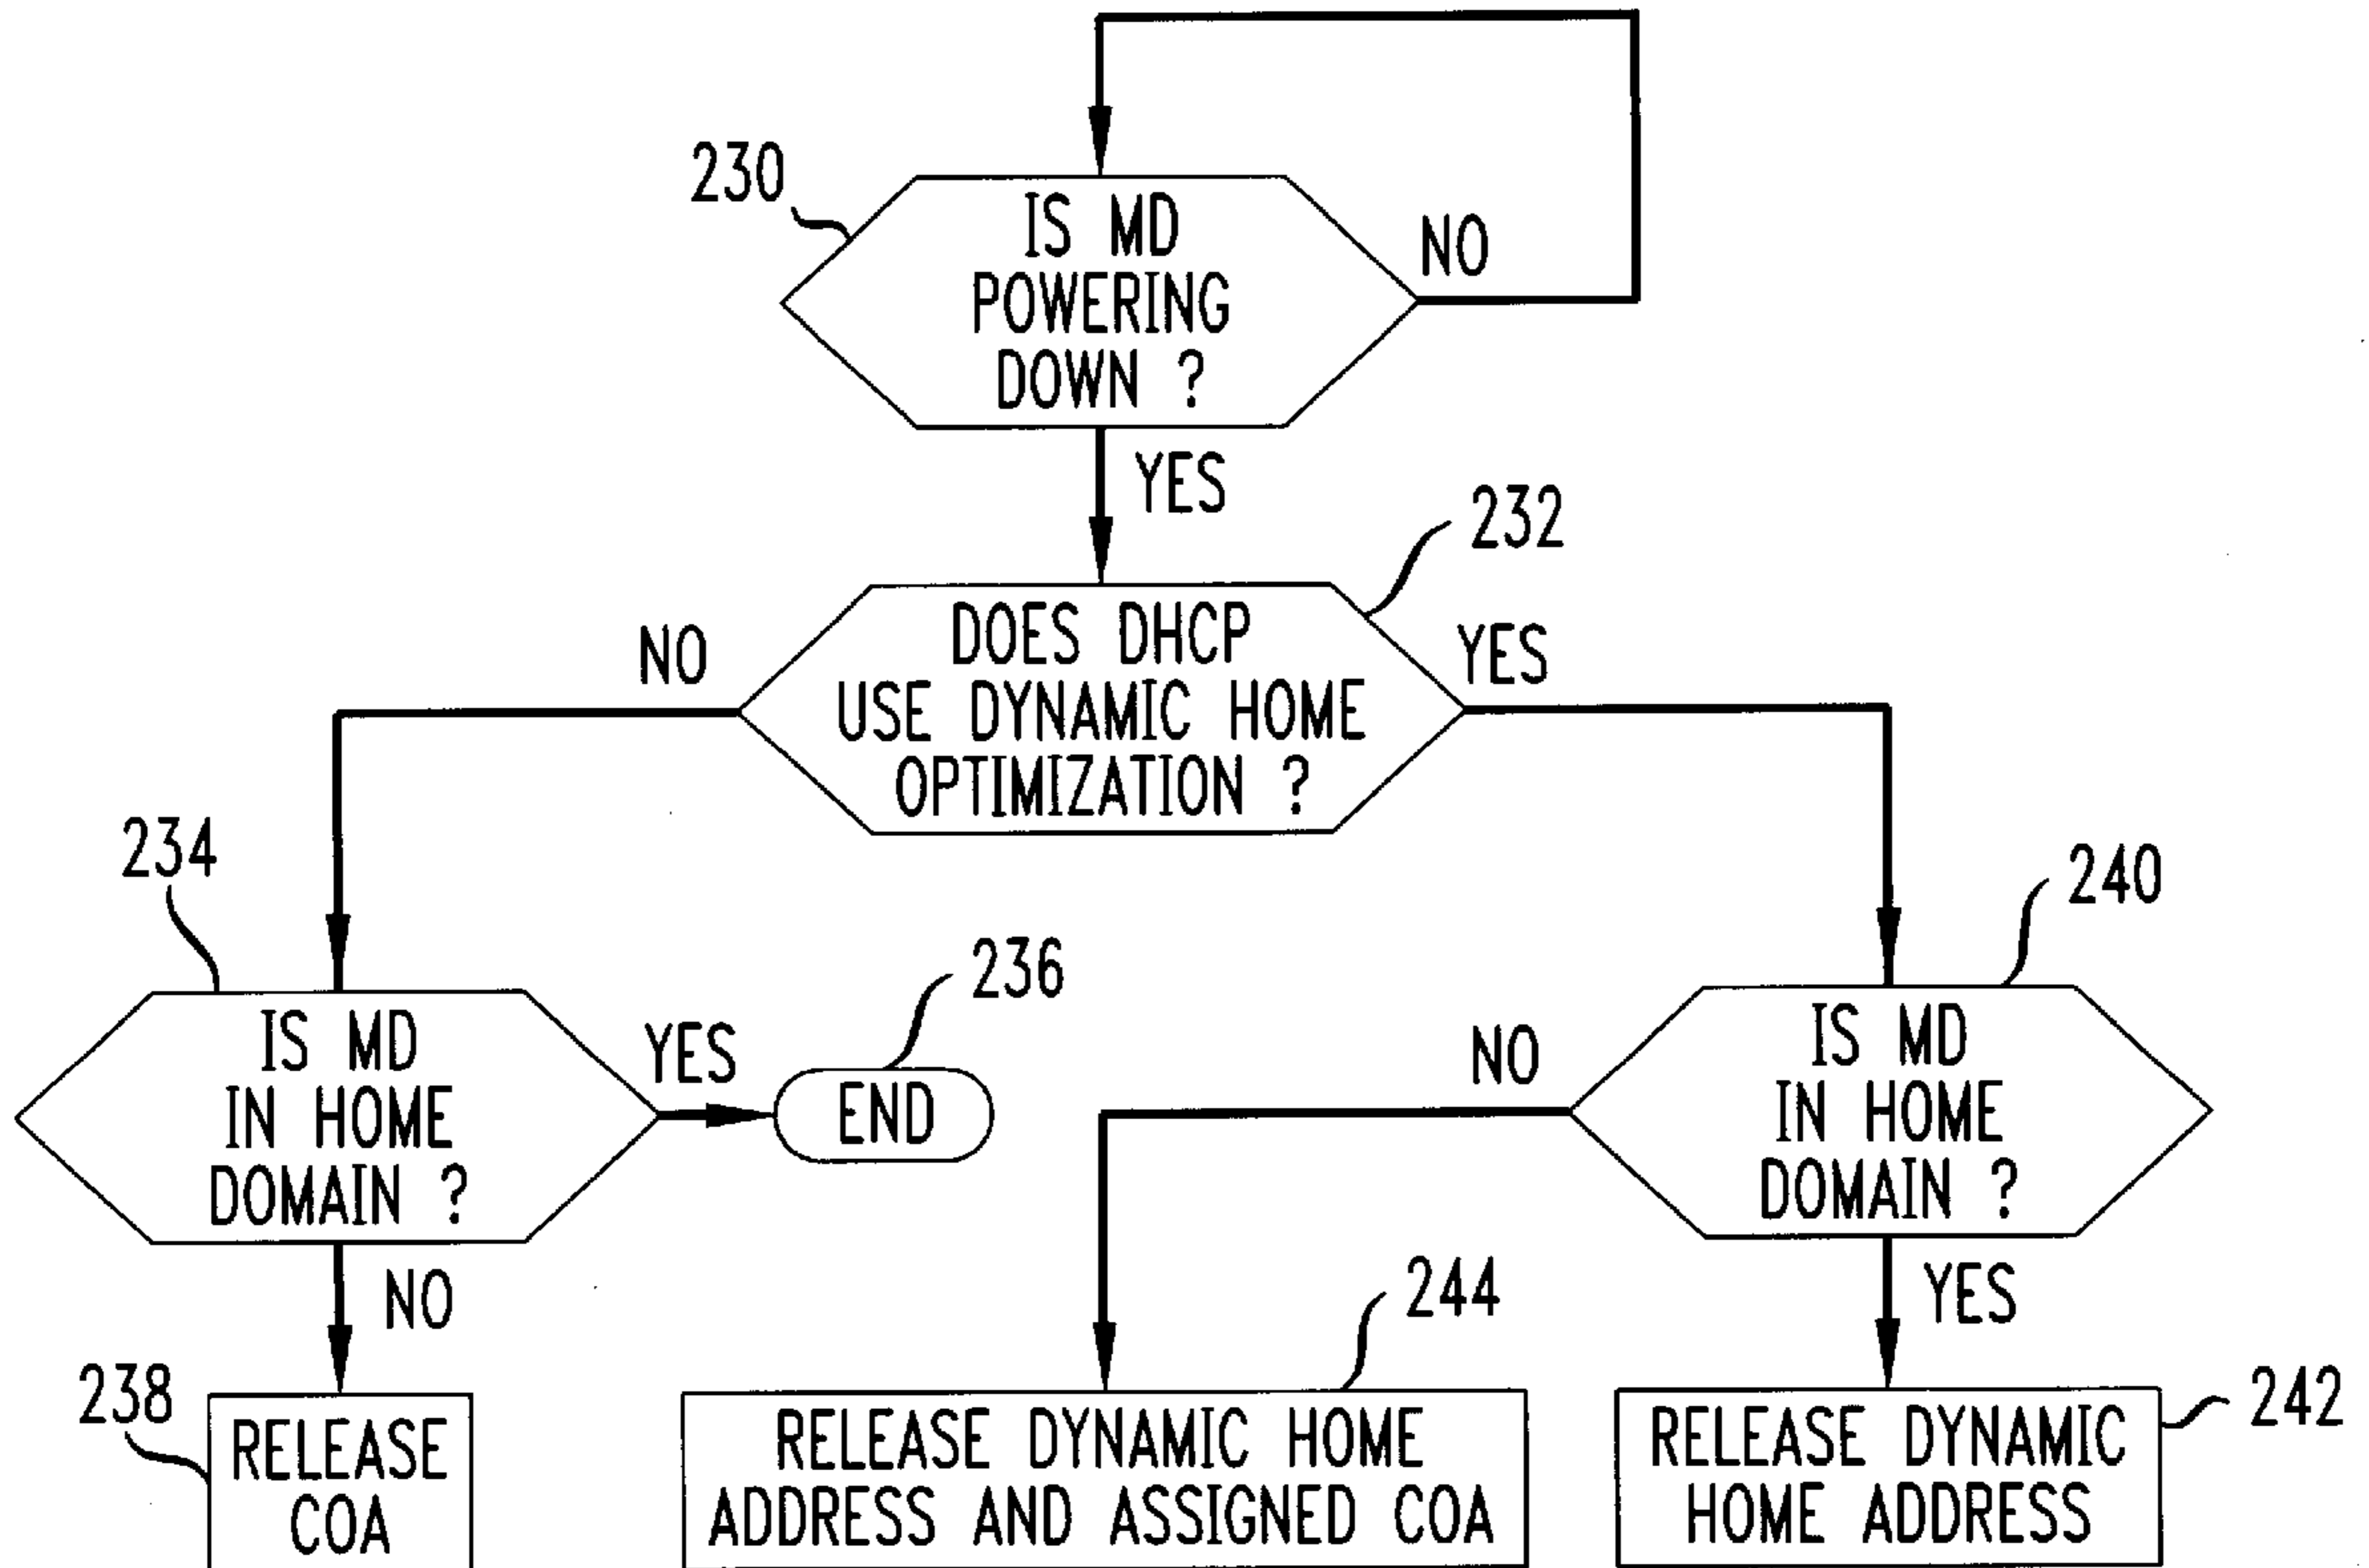 230
IS MD
POWERING
DOWN ?
NO
YES
232
DOES DHCP
USE DYNAMIC HOME
OPTIMIZATION ?
NO
YES
234
IS MD
IN HOME
DOMAIN ?
YES
236
END
NO
238
RELEASE
COA
240
IS MD
IN HOME
DOMAIN ?
NO
244
RELEASE DYNAMIC HOME
ADDRESS AND ASSIGNED COA
YES
242
RELEASE DYNAMIC
HOME ADDRESS